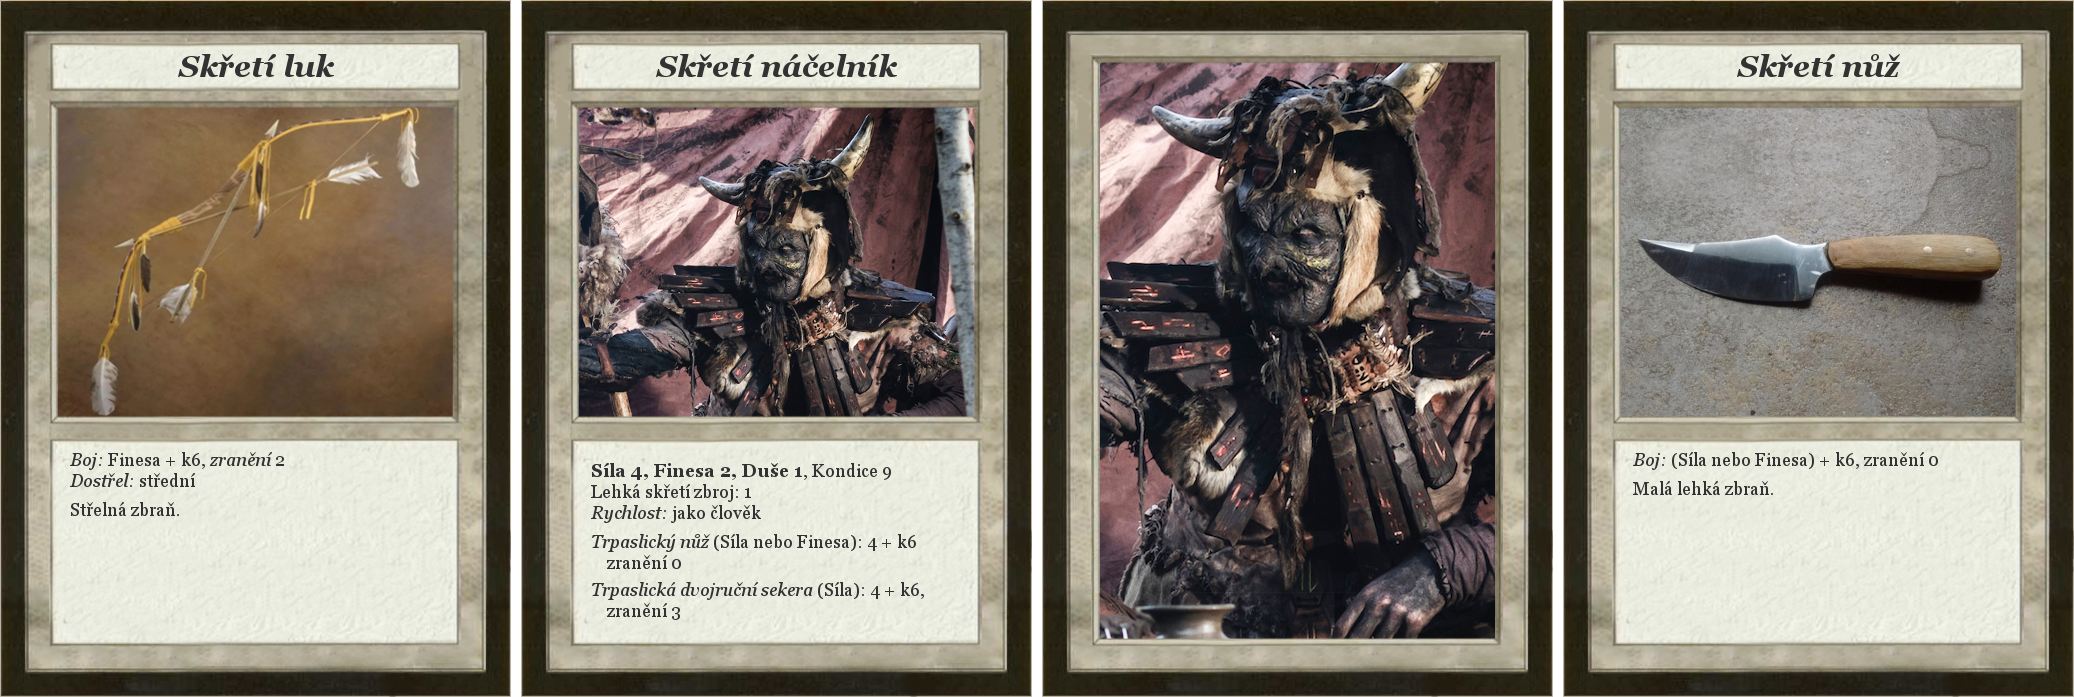 Skřetí luk
Boj: Finesa + k6, zranění 2
Dostřel: střední
Střelná zbraň.
Skřetí náčelník
Síla 4, Finesa 2, Duše 1, Kondice 9
Lehká skřetí zbroj: 1
Rychlost: jako člověk
Trpaslický nůž (Síla nebo Finesa): 4 + k6
zranění 0
Trpaslická dvojruční sekera (Síla): 4 + k6,
zranění 3
Skřetí nůž
Boj: (Síla nebo Finesa) + k6, zranění 0
Malá lehká zbraň.